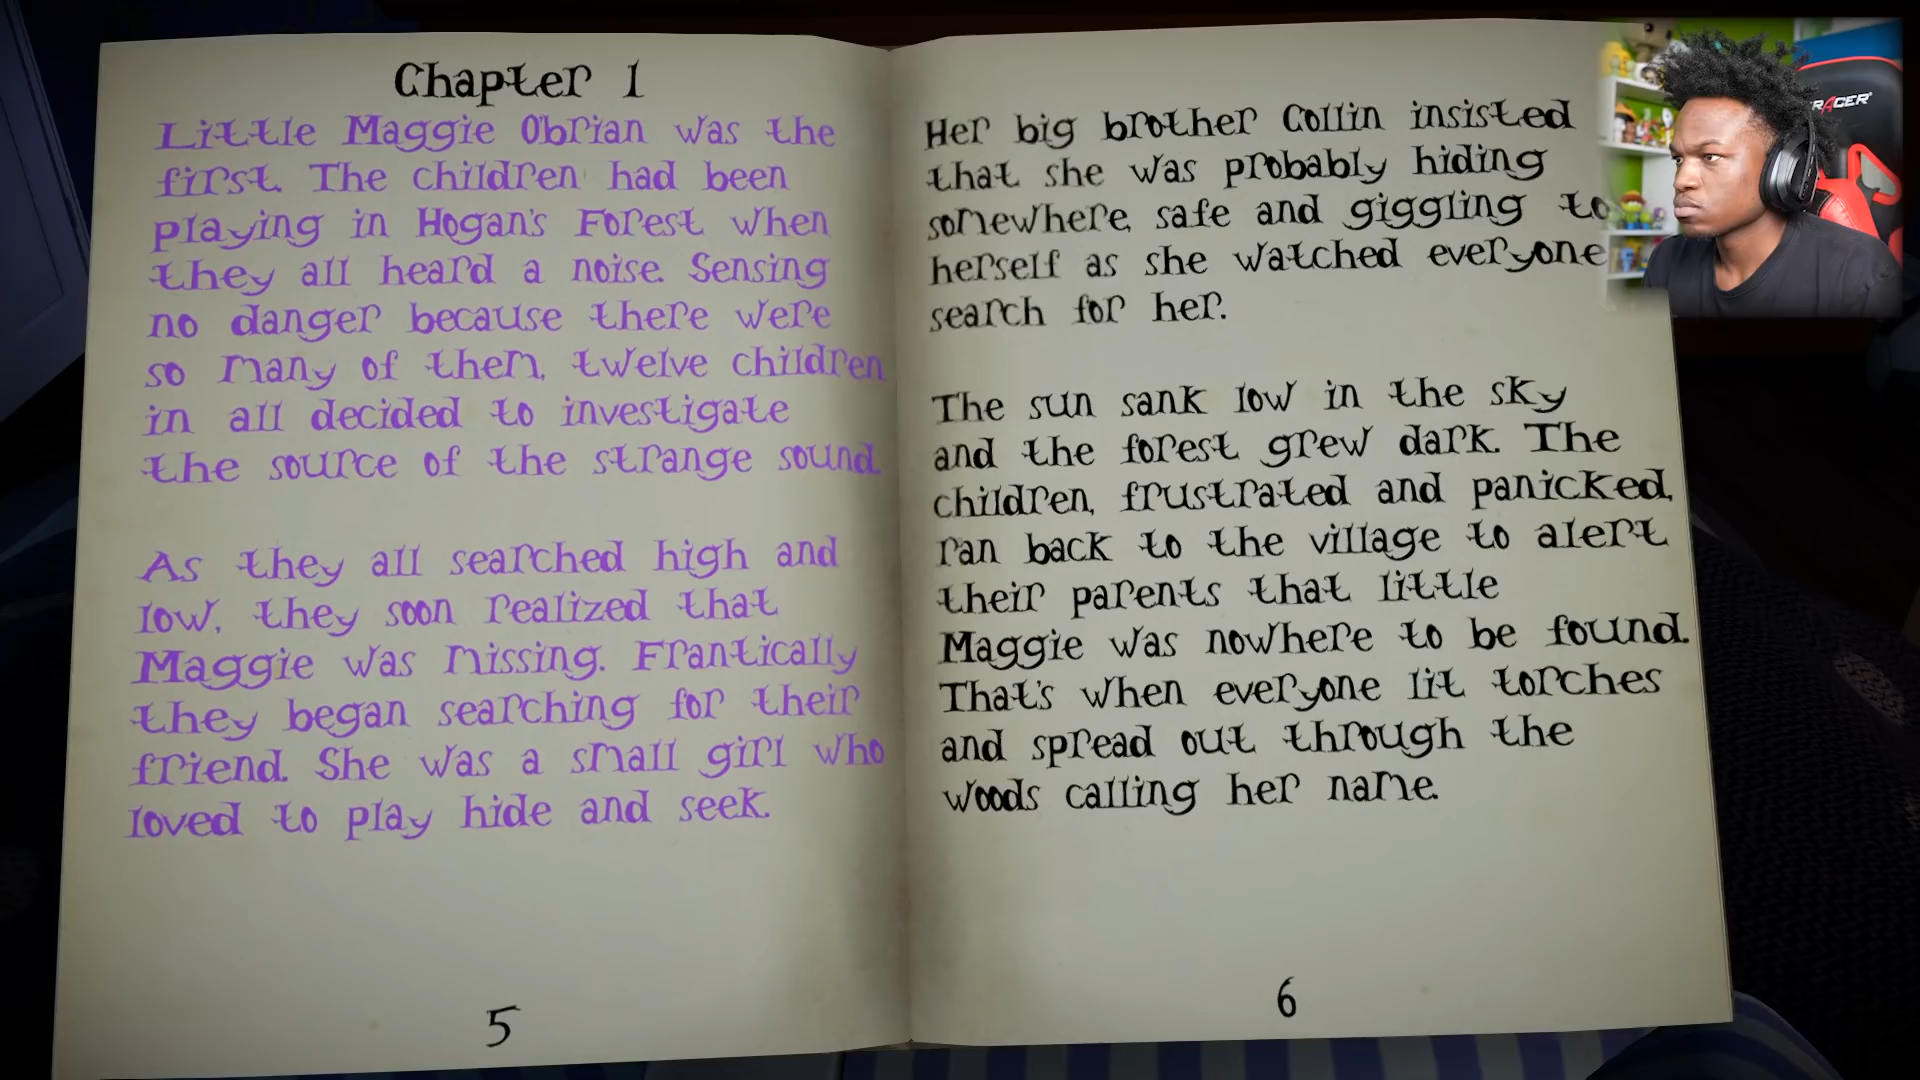 Chapter 1
Little Maggie O'brian was the
first. The children had been
playing in Hogan's Forest when
they all heard a noise. Sensing
no danger because there were
so many of them, twelve children
in all decided to investigate
the source of the strange sound.
As they all searched high and
low, they soon realized that
Maggie was missing. Frantically
they began searching for their
friend. She was a small girl who
loved to play hide and seek.
5
Her big brother Collin insisted
that she was probably hiding
somewhere, safe and giggling to
herself as she watched everyone
search for her.
The sun sank low in the sky
and the forest grew dark. The
children, frustrated and panicked,
ran back to the village to alert
their parents that little
Maggie was nowhere to be found.
That's when everyone lit torches
and spread out through the
woods calling her name.
6